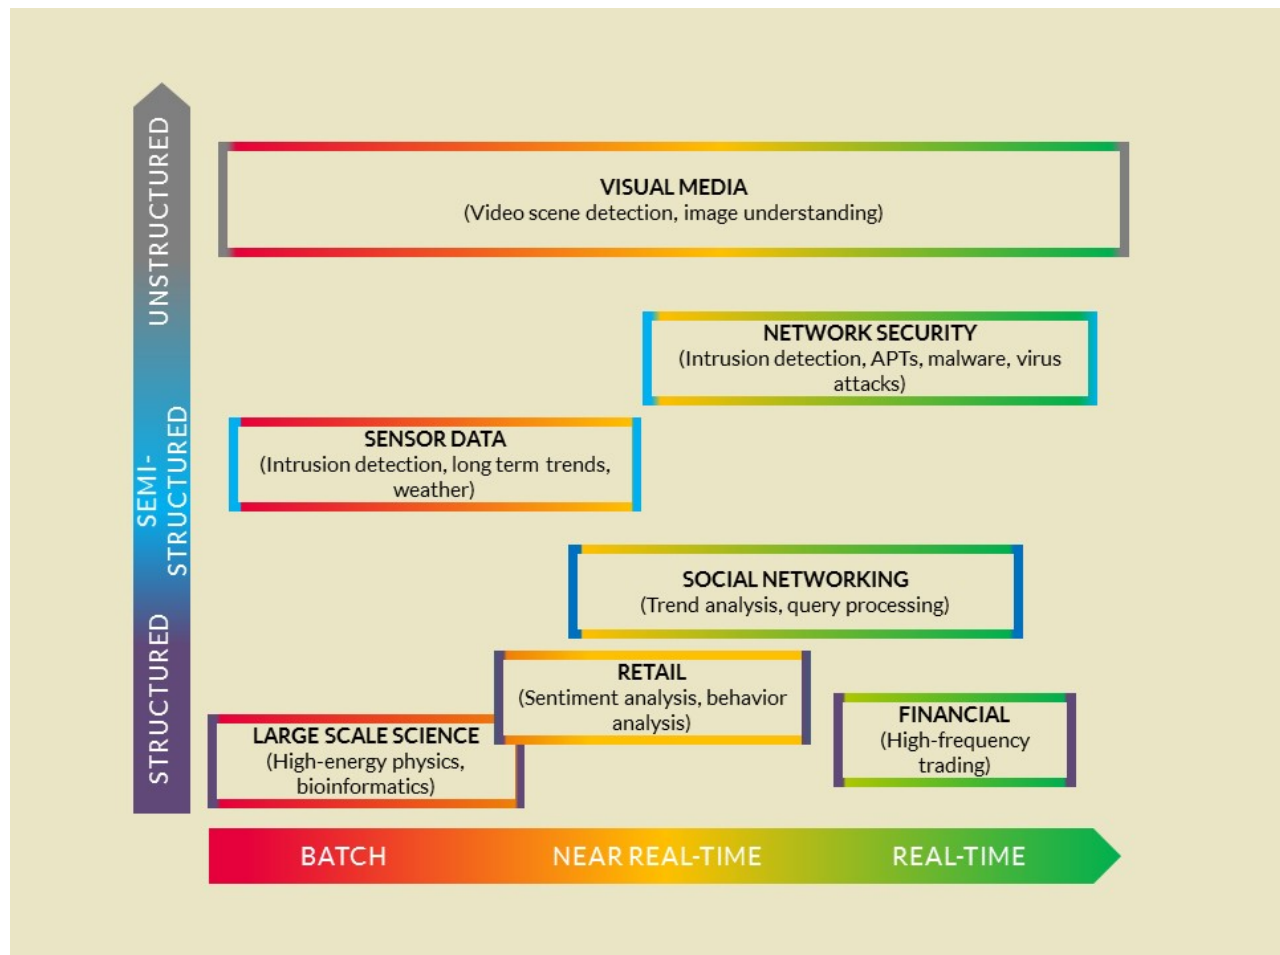 UNSTRUCTURED
SEMI-
STRUCTURED
STRUCTURED
VISUAL MEDIA
(Video scene detection, image understanding)
NETWORK SECURITY
(Intrusion detection, APTs, malware, virus
attacks)
SENSOR DATA
(Intrusion detection, long term trends,
weather)
SOCIAL NETWORKING
(Trend analysis, query processing)
RETAIL
(Sentiment analysis, behavior
analysis)
FINANCIAL
(High-frequency
trading)
LARGE SCALE SCIENCE
(High-energy physics,
bioinformatics)
BATCH
NEAR REAL-TIME
REAL-TIME